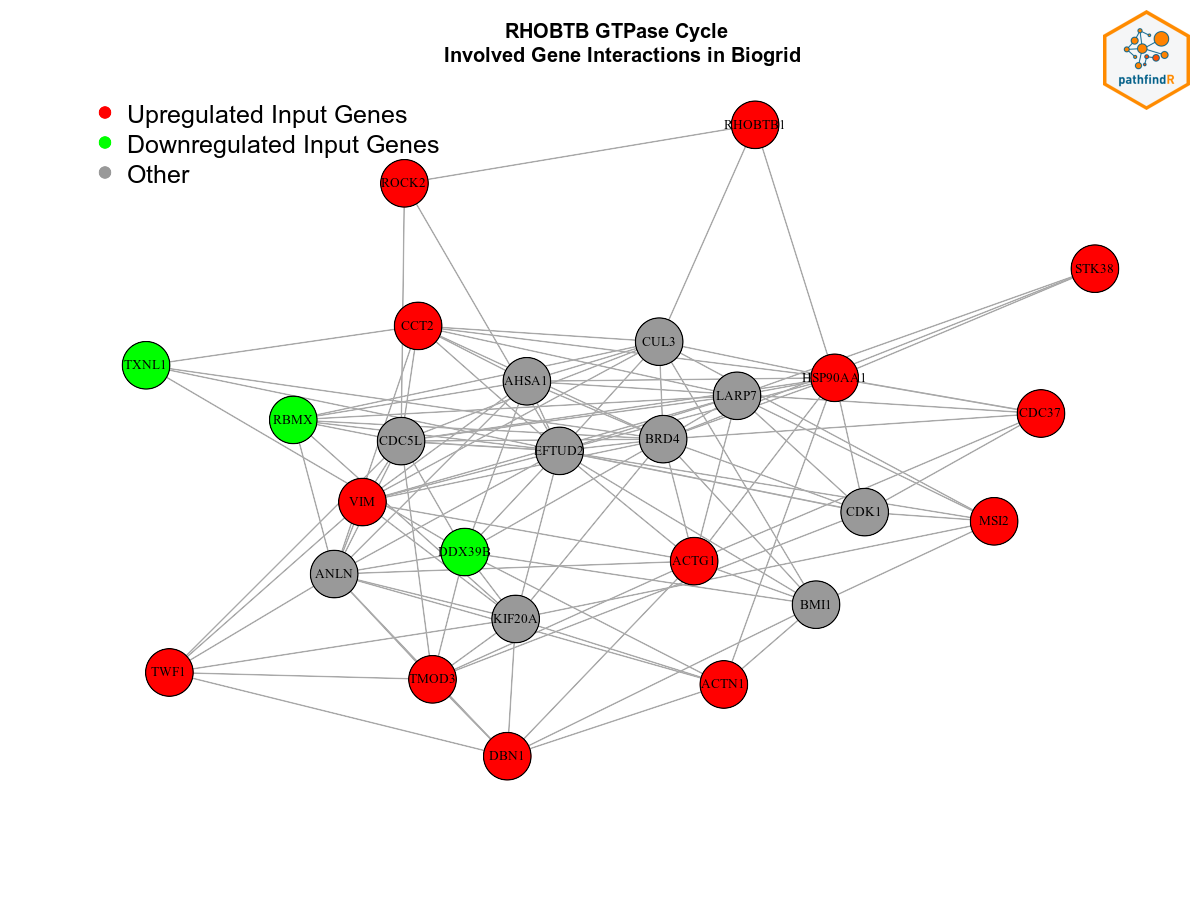 RHOBTB GTPase Cycle
Involved Gene Interactions in Biogrid
pathfindR
Upregulated Input Genes
Downregulated Input Genes
Other
RHOBTB1
ROCK2
STK38
CCT2
CUL3
TXNL1
AHSA1
HSP90AA1
LARP7
RBMX
CDC37
CDC5L
BRD4
EFTUD2
VIM
CDK1
MSI2
DDX39B
ACTG1
ANLN
BMI1
KIF20A
TWF1
TMOD3
ACTN1
DBN1